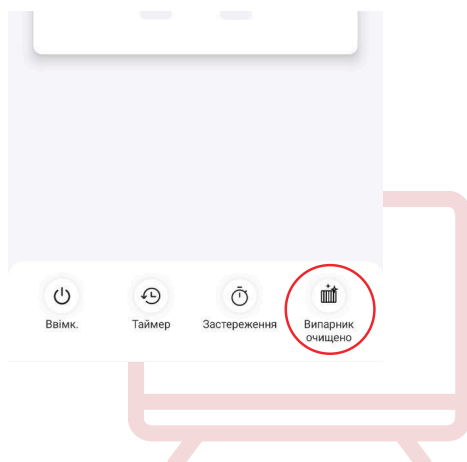 Ввімк.
Таймер
Застереження
Випарник
очищено